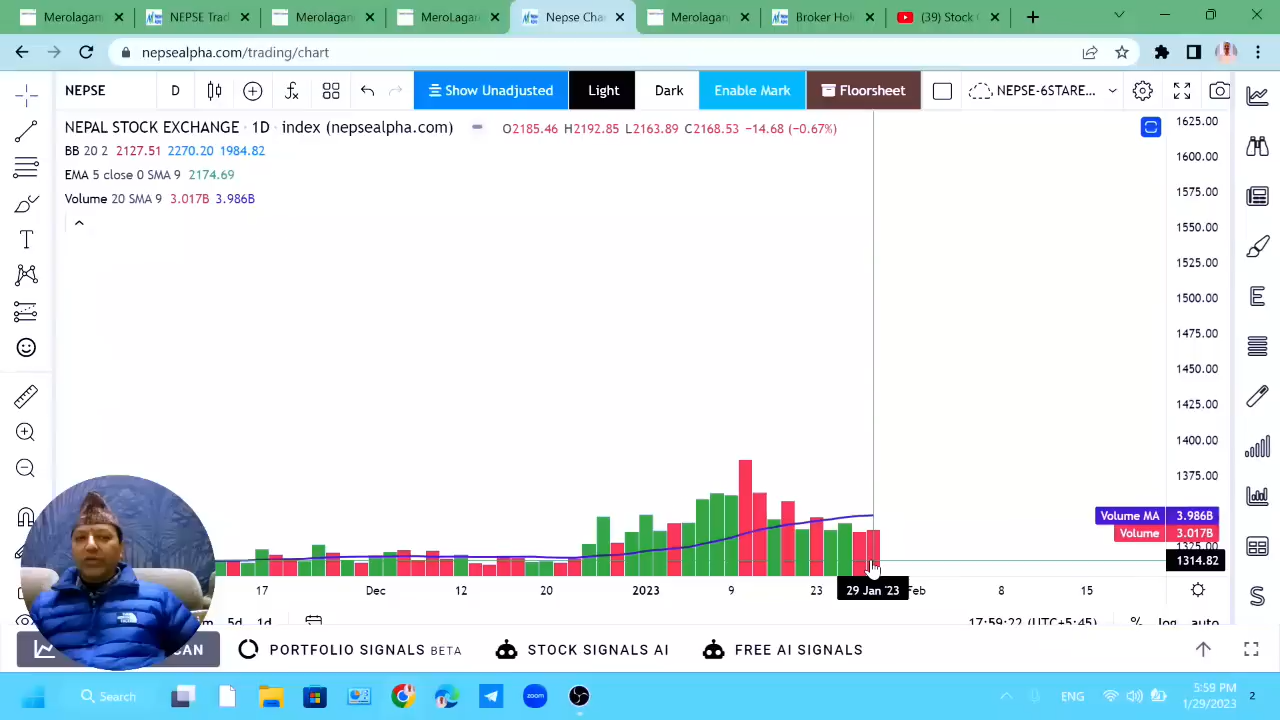 Merolagan
NEPSE Trad
Merolagan
MeroLagar
Nepse Cha
Merolagan
Broker Hol
(39) Stock
nepsealpha.com/trading/chart
NEPSE D Show Unadjusted Light Dark Enable Mark Floorsheet NEPSE-6STARE...
NEPAL STOCK EXCHANGE · 1D · index (nepsealpha.com) O2185.46 H2192.85 L2163.89 C2168.53 −14.68 (−0.67%)
BB 20 2 2127.51 2270.20 1984.82
EMA 5 close 0 SMA 9 2174.69
Volume 20 SMA 9 3.017B 3.986B
1625.00
1600.00
1575.00
1550.00
1525.00
1500.00
1475.00
1450.00
1425.00
1400.00
1375.00
Volume MA 3.986B
Volume 3.017B
1325.00
1314.82
17 Dec 12 20 2023 9 23 29 Jan '23 Feb 8 15
5d 1d 17:59:22 (UTC+5:45) % log auto
PORTFOLIO SIGNALS BETA STOCK SIGNALS AI FREE AI SIGNALS
Search zoom ENG 5:59 PM 2
1/29/2023